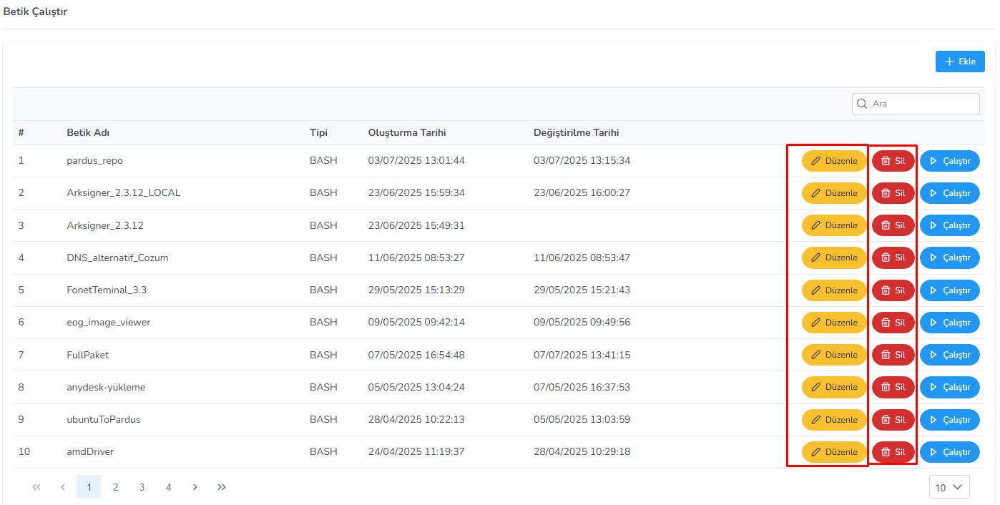 Betik Çalıştır
Ekle
Ara
# Betik Adı Tipi Oluşturma Tarihi Değiştirilme Tarihi
1 pardus_repo BASH 03/07/2025 13:01:44 03/07/2025 13:15:34 Düzenle Sil Çalıştır
2 Arksigner_2.3.12_LOCAL BASH 23/06/2025 15:59:34 23/06/2025 16:00:27 Düzenle Sil Çalıştır
3 Arksigner_2.3.12 BASH 23/06/2025 15:49:31 Düzenle Sil Çalıştır
4 DNS_alternatif_Cozum BASH 11/06/2025 08:53:27 11/06/2025 08:53:47 Düzenle Sil Çalıştır
5 FonetTeminal_3.3 BASH 29/05/2025 15:13:29 29/05/2025 15:21:43 Düzenle Sil Çalıştır
6 eog_image_viewer BASH 09/05/2025 09:42:14 09/05/2025 09:49:56 Düzenle Sil Çalıştır
7 FullPaket BASH 07/05/2025 16:54:48 07/07/2025 13:41:15 Düzenle Sil Çalıştır
8 anydesk-yükleme BASH 05/05/2025 13:04:24 07/05/2025 16:37:53 Düzenle Sil Çalıştır
9 ubuntuToPardus BASH 28/04/2025 10:22:13 05/05/2025 13:03:59 Düzenle Sil Çalıştır
10 amdDriver BASH 24/04/2025 11:19:37 28/04/2025 10:29:18 Düzenle Sil Çalıştır
« ‹ 1 2 3 4 › » 10